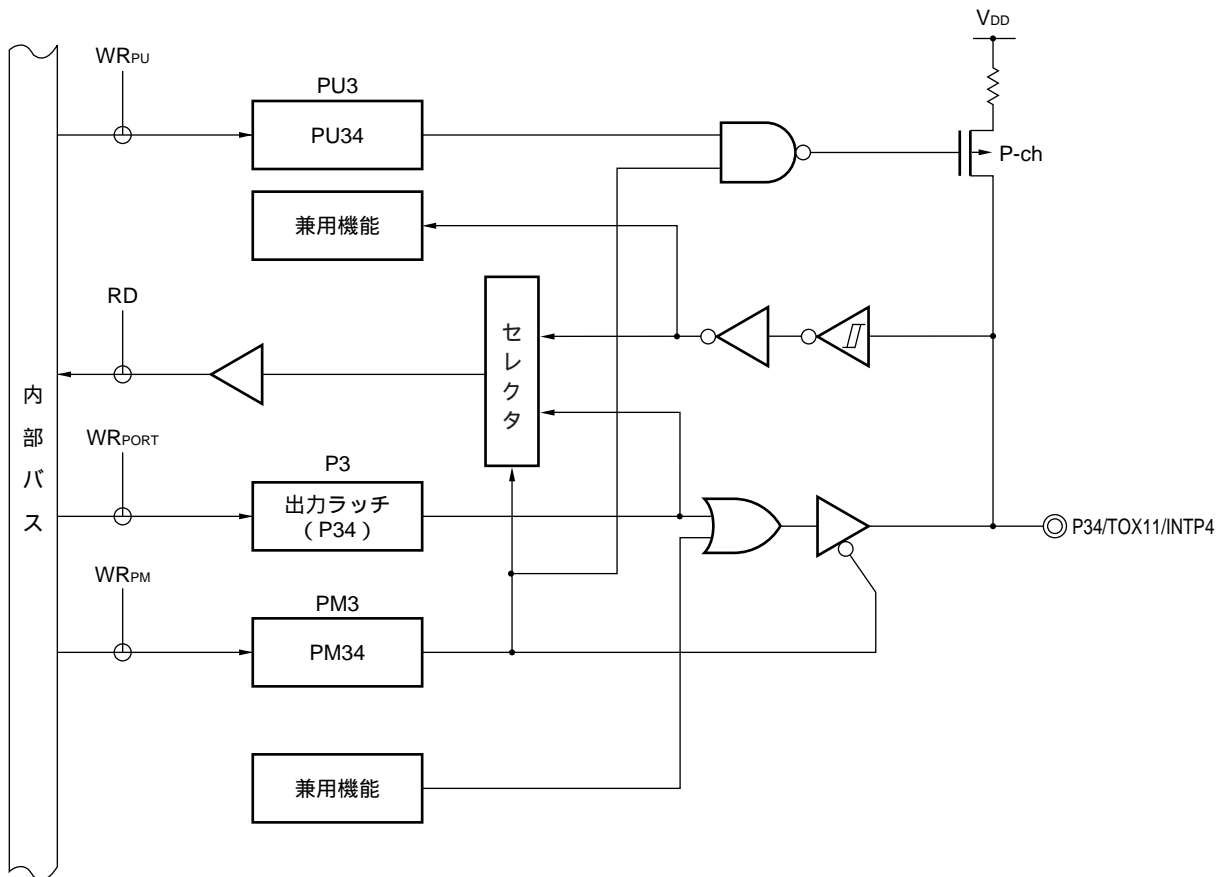 VDD
WRPU
PU3
PU34
P-ch
兼用機能
RD
セレクタ
内部バス
WRPORT
P3
出力ラッチ
(P34)
P34/TOX11/INTP4
WRPM
PM3
PM34
兼用機能